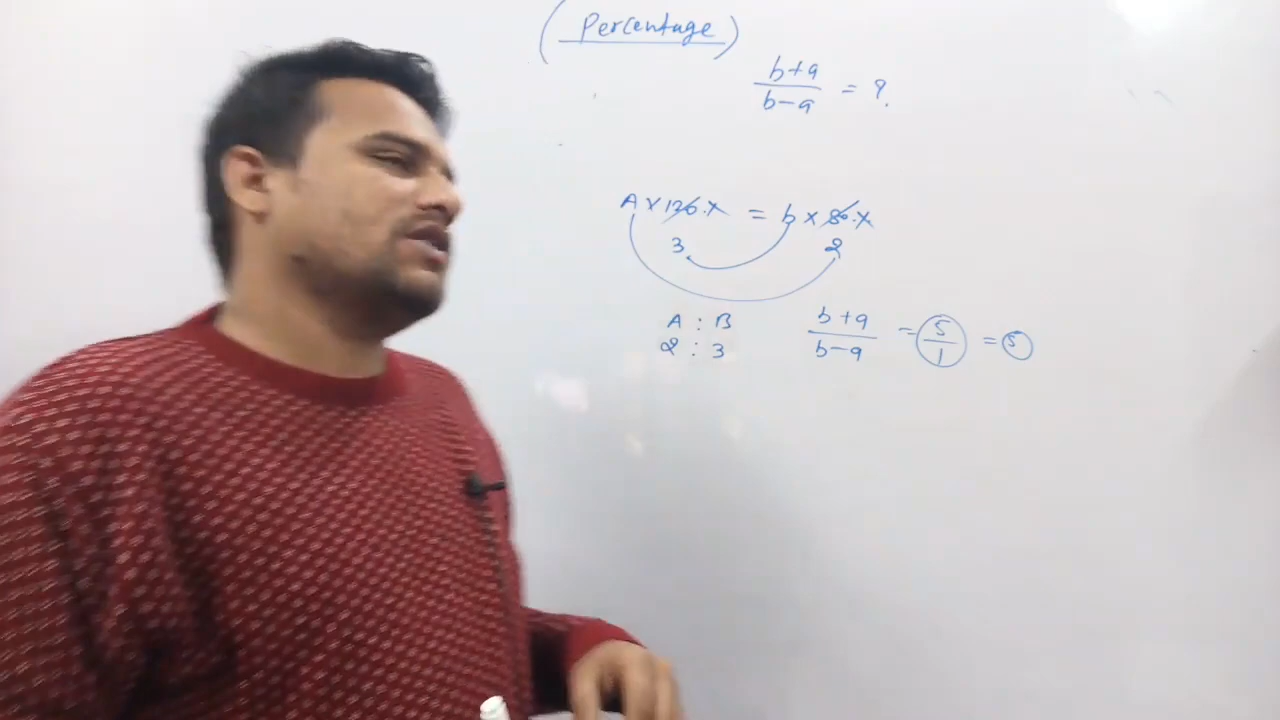 (Percentage)
b+a
b-a = ?
A × 120% = b × 80%
3 2
A : B
2 : 3
b+a
b-a = 5
1 = 5